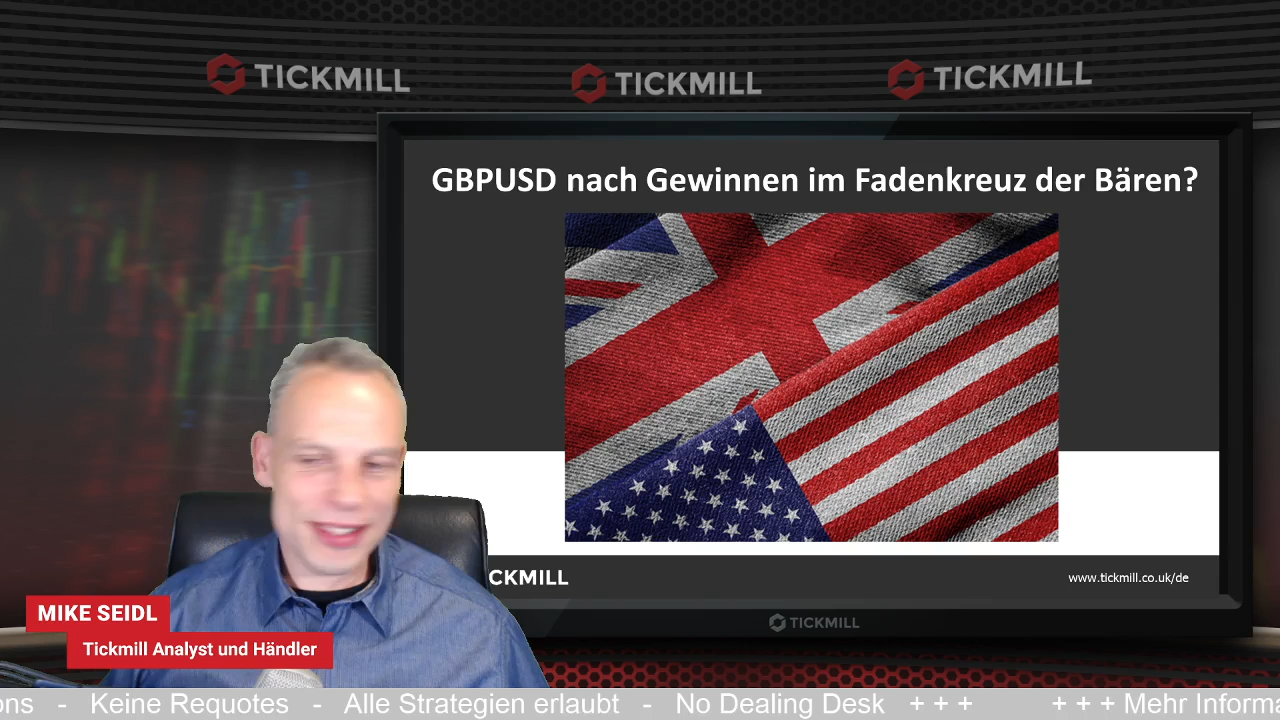 TICKMILL
TICKMILL
TICKMILL
GBPUSD nach Gewinnen im Fadenkreuz der Bären?
CKMILL
www.tickmill.co.uk/de
TICKMILL
MIKE SEIDL
Tickmill Analyst und Händler
ns - Keine Requotes - Alle Strategien erlaubt - No Dealing Desk + + + + + + Mehr Informa